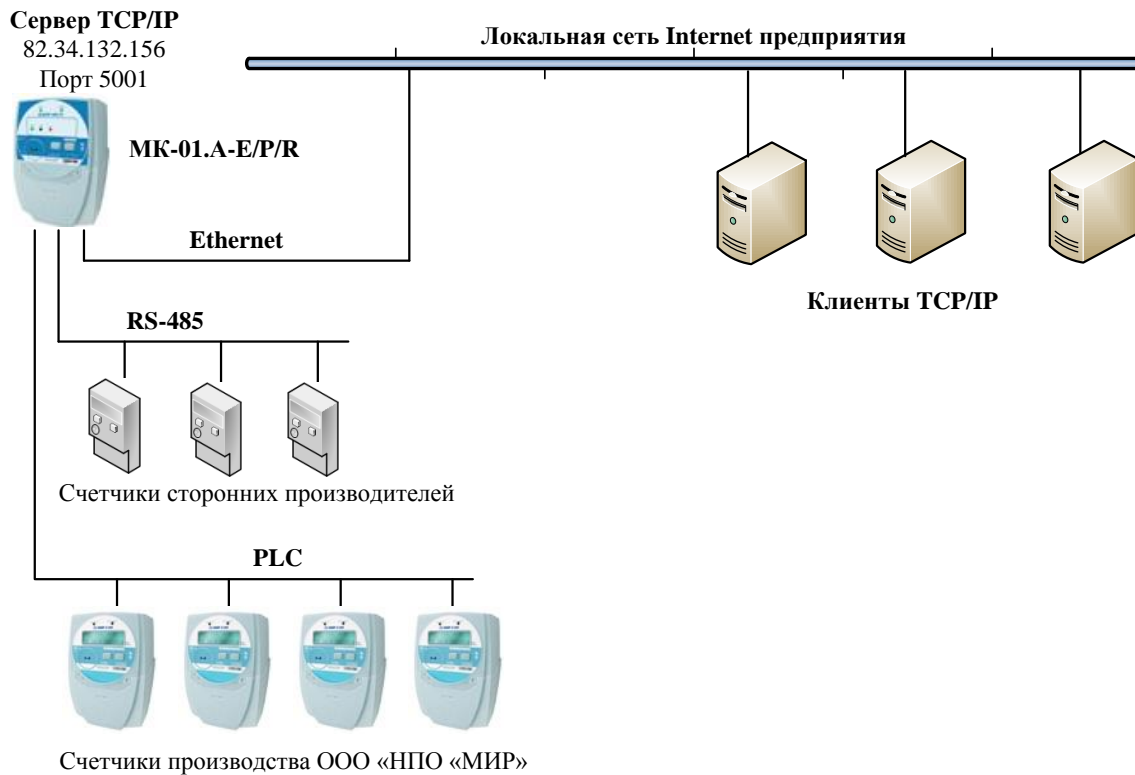 Сервер TCP/IP
82.34.132.156
Порт 5001
Локальная сеть Internet предприятия
МК-01.А-Е/Р/R
Ethernet
Клиенты TCP/IP
RS-485
Счетчики сторонних производителей
PLC
Счетчики производства ООО «НПО «МИР»